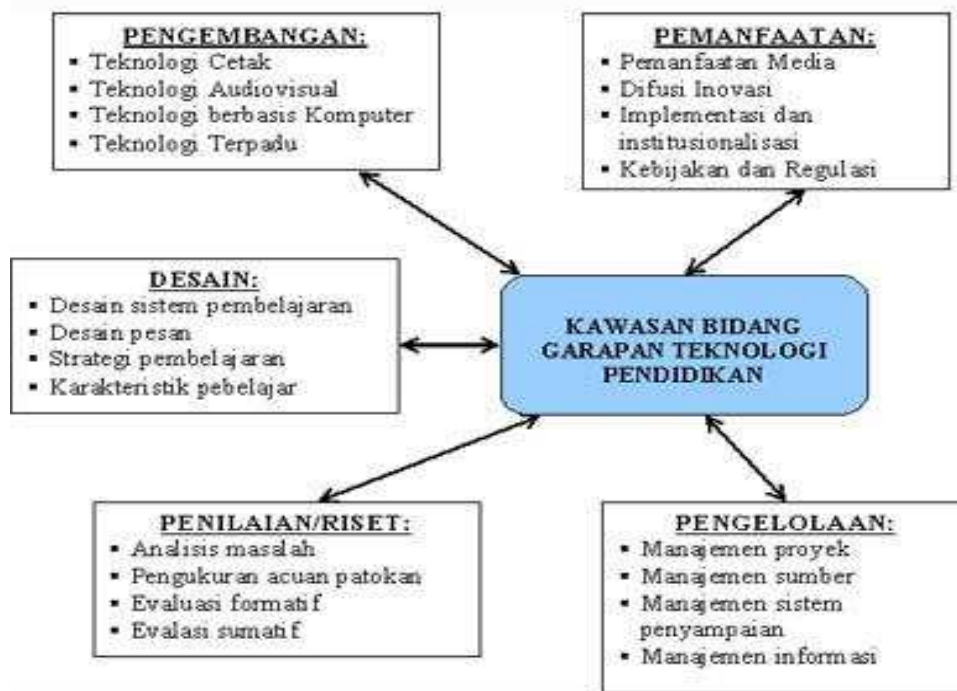 PENGEMBANGAN:
▪ Teknologi Cetak
▪ Teknologi Audiovisual
▪ Teknologi berbasis Komputer
▪ Teknologi Terpadu
PEMANFAATAN:
▪ Pemanfaatan Media
▪ Difusi Inovasi
▪ Implementasi dan
institusionalisasi
▪ Kebijakan dan Regulasi
DESAIN:
▪ Desain sistem pembelajaran
▪ Desain pesan
▪ Strategi pembelajaran
▪ Karakteristik pebelajar
KAWASAN BIDANG
GARAPAN TEKNOLOGI
PENDIDIKAN
PENILAIAN/RISET:
▪ Analisis masalah
▪ Pengukuran acuan patokan
▪ Evaluasi formatif
▪ Evalasi sumatif
PENGELOLAAN:
▪ Manajemen proyek
▪ Manajemen sumber
▪ Manajemen sistem
penyampaian
▪ Manajemen informasi